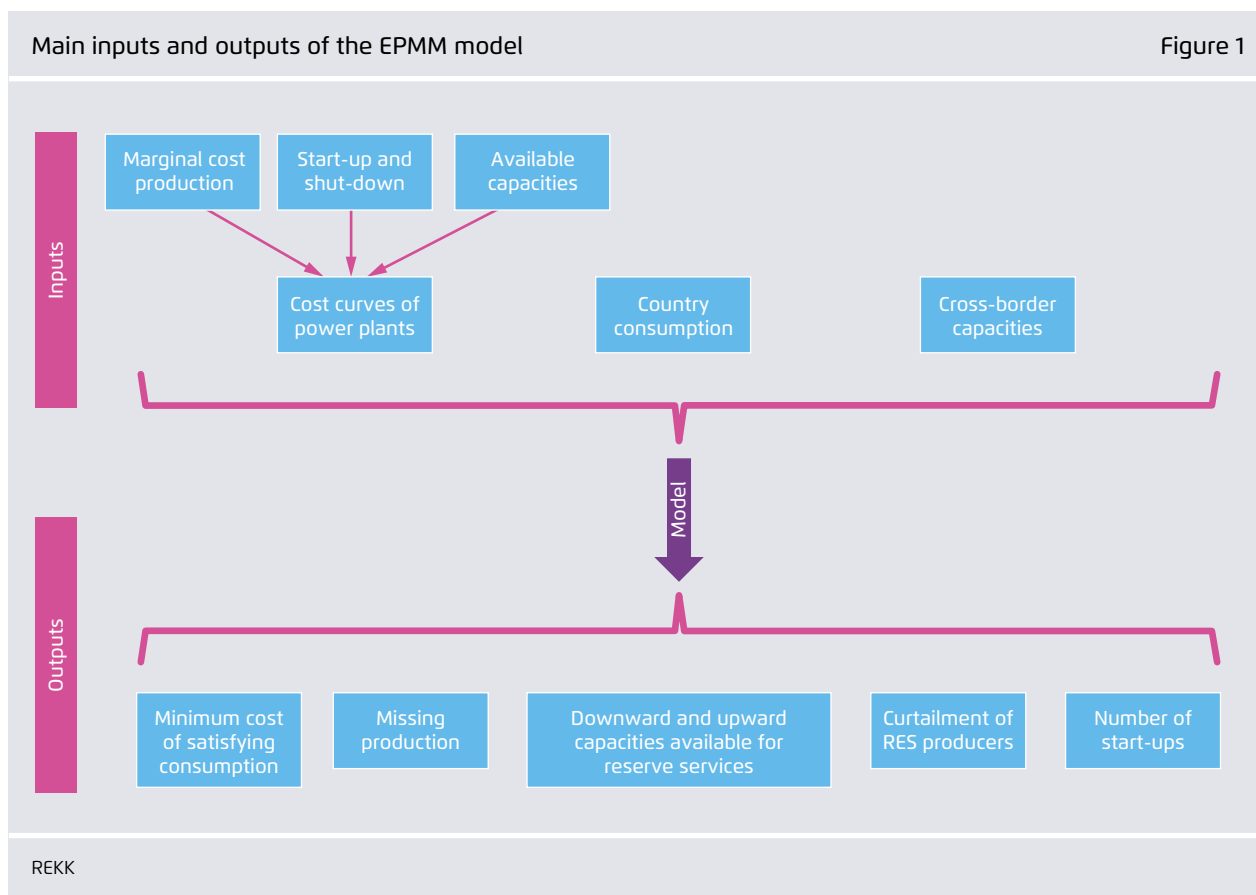 Main inputs and outputs of the EPMM model
Figure 1
Inputs
Marginal cost
production
Start-up and
shut-down
Available
capacities
Cost curves of
power plants
Country
consumption
Cross-border
capacities
Model
Outputs
Minimum cost
of satisfying
consumption
Missing
production
Downward and upward
capacities available for
reserve services
Curtailment of
RES producers
Number of
start-ups
REKK